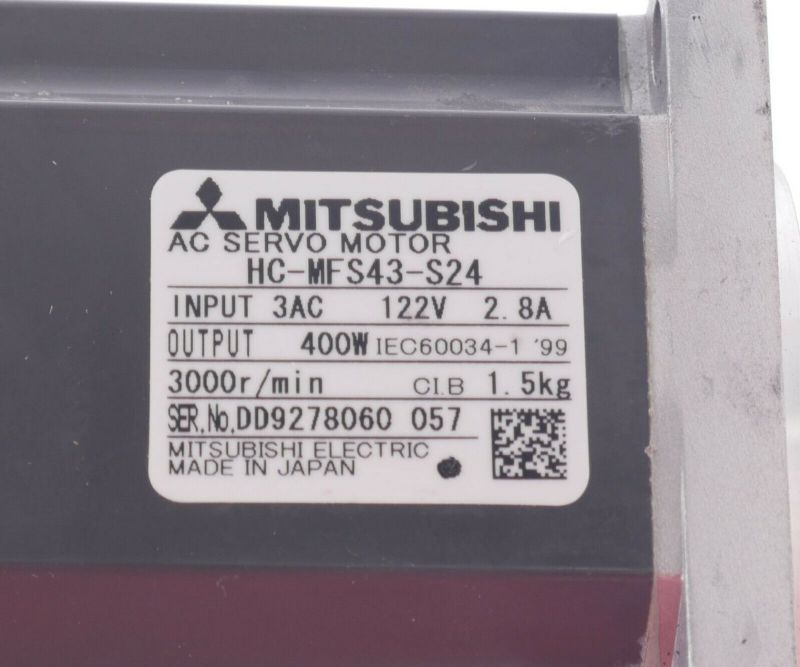 MITSUBISHI
AC SERVO MOTOR
HC-MFS43-S24
INPUT 3AC 122V 2.8A
OUTPUT 400W IEC60034-1 '99
3000r/min CI.B 1.5kg
SER.No.DD9278060 057
MITSUBISHI ELECTRIC
MADE IN JAPAN